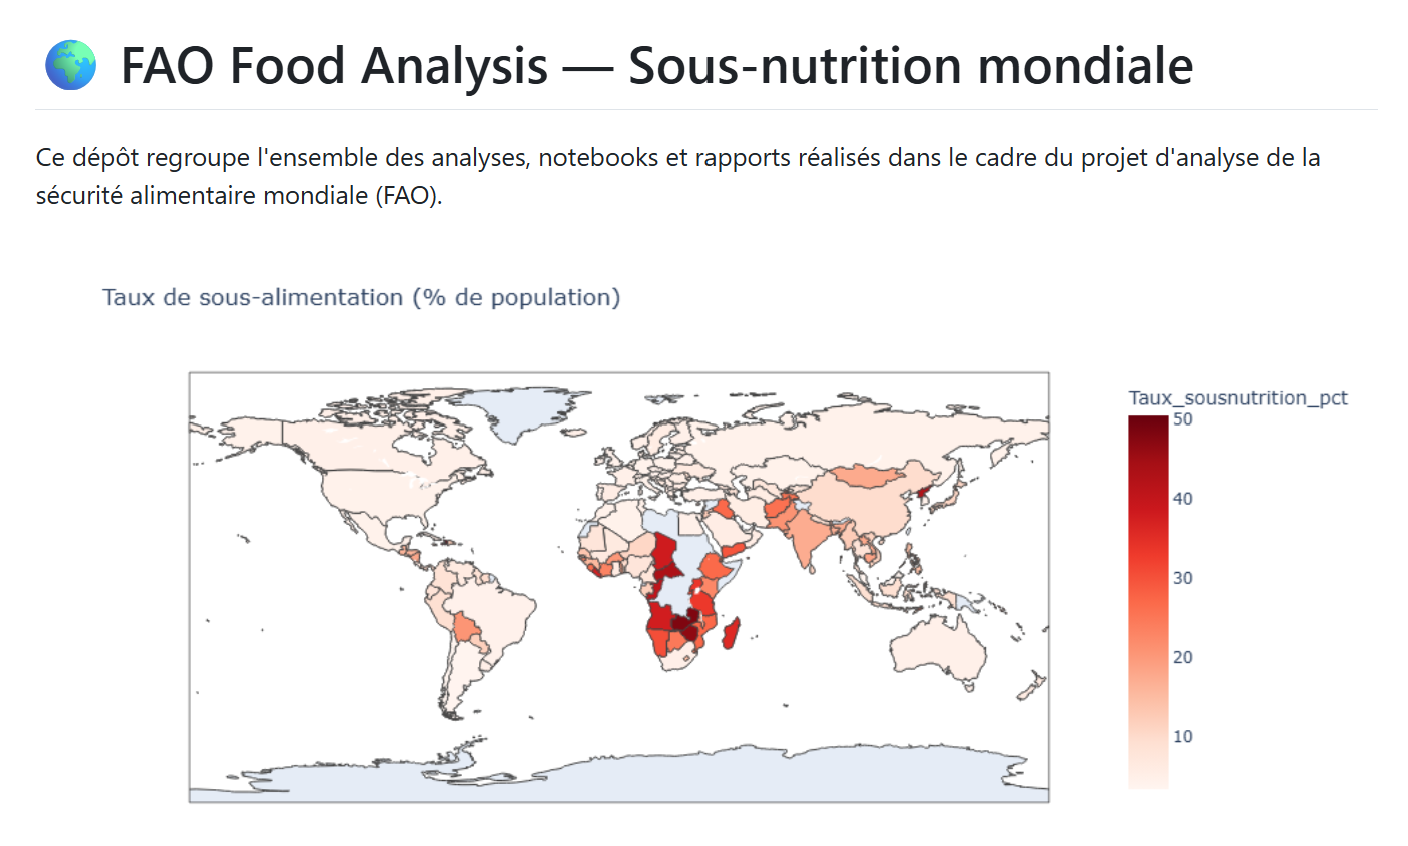 FAO Food Analysis — Sous-nutrition mondiale
Ce dépôt regroupe l'ensemble des analyses, notebooks et rapports réalisés dans le cadre du projet d'analyse de la
sécurité alimentaire mondiale (FAO).
Taux de sous-alimentation (% de population)
Taux_sousnutrition_pct
50
40
30
20
10